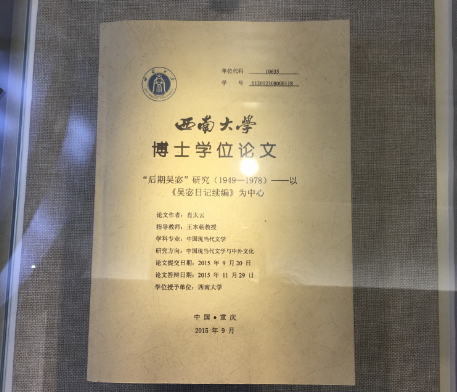 单位代码 10635
学 号
西南大学
博士学位论文
“后期吴宓”研究（1949—1978）——以
《吴宓日记续编》为中心
论文作者：肖太云
指导教师：王本朝教授
学科专业：中国现当代文学
研究方向：中国现当代文学与中外文化
论文提交日期：2015 年 9 月 20 日
论文答辩日期：2015 年 11 月 29 日
学位授予单位：西南大学
中国 • 重庆
2015 年 9 月